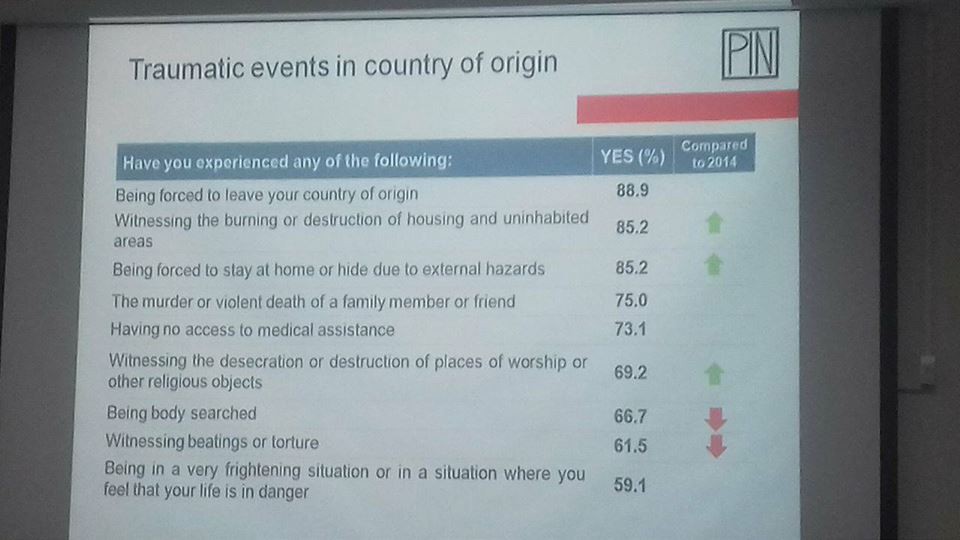 Traumatic events in country of origin
PIN
Have you experienced any of the following: YES (%) Compared
to 2014
Being forced to leave your country of origin 88.9
Witnessing the burning or destruction of housing and uninhabited
areas 85.2
Being forced to stay at home or hide due to external hazards 85.2
The murder or violent death of a family member or friend 75.0
Having no access to medical assistance 73.1
Witnessing the desecration or destruction of places of worship or
other religious objects 69.2
Being body searched 66.7
Witnessing beatings or torture 61.5
Being in a very frightening situation or in a situation where you
feel that your life is in danger 59.1